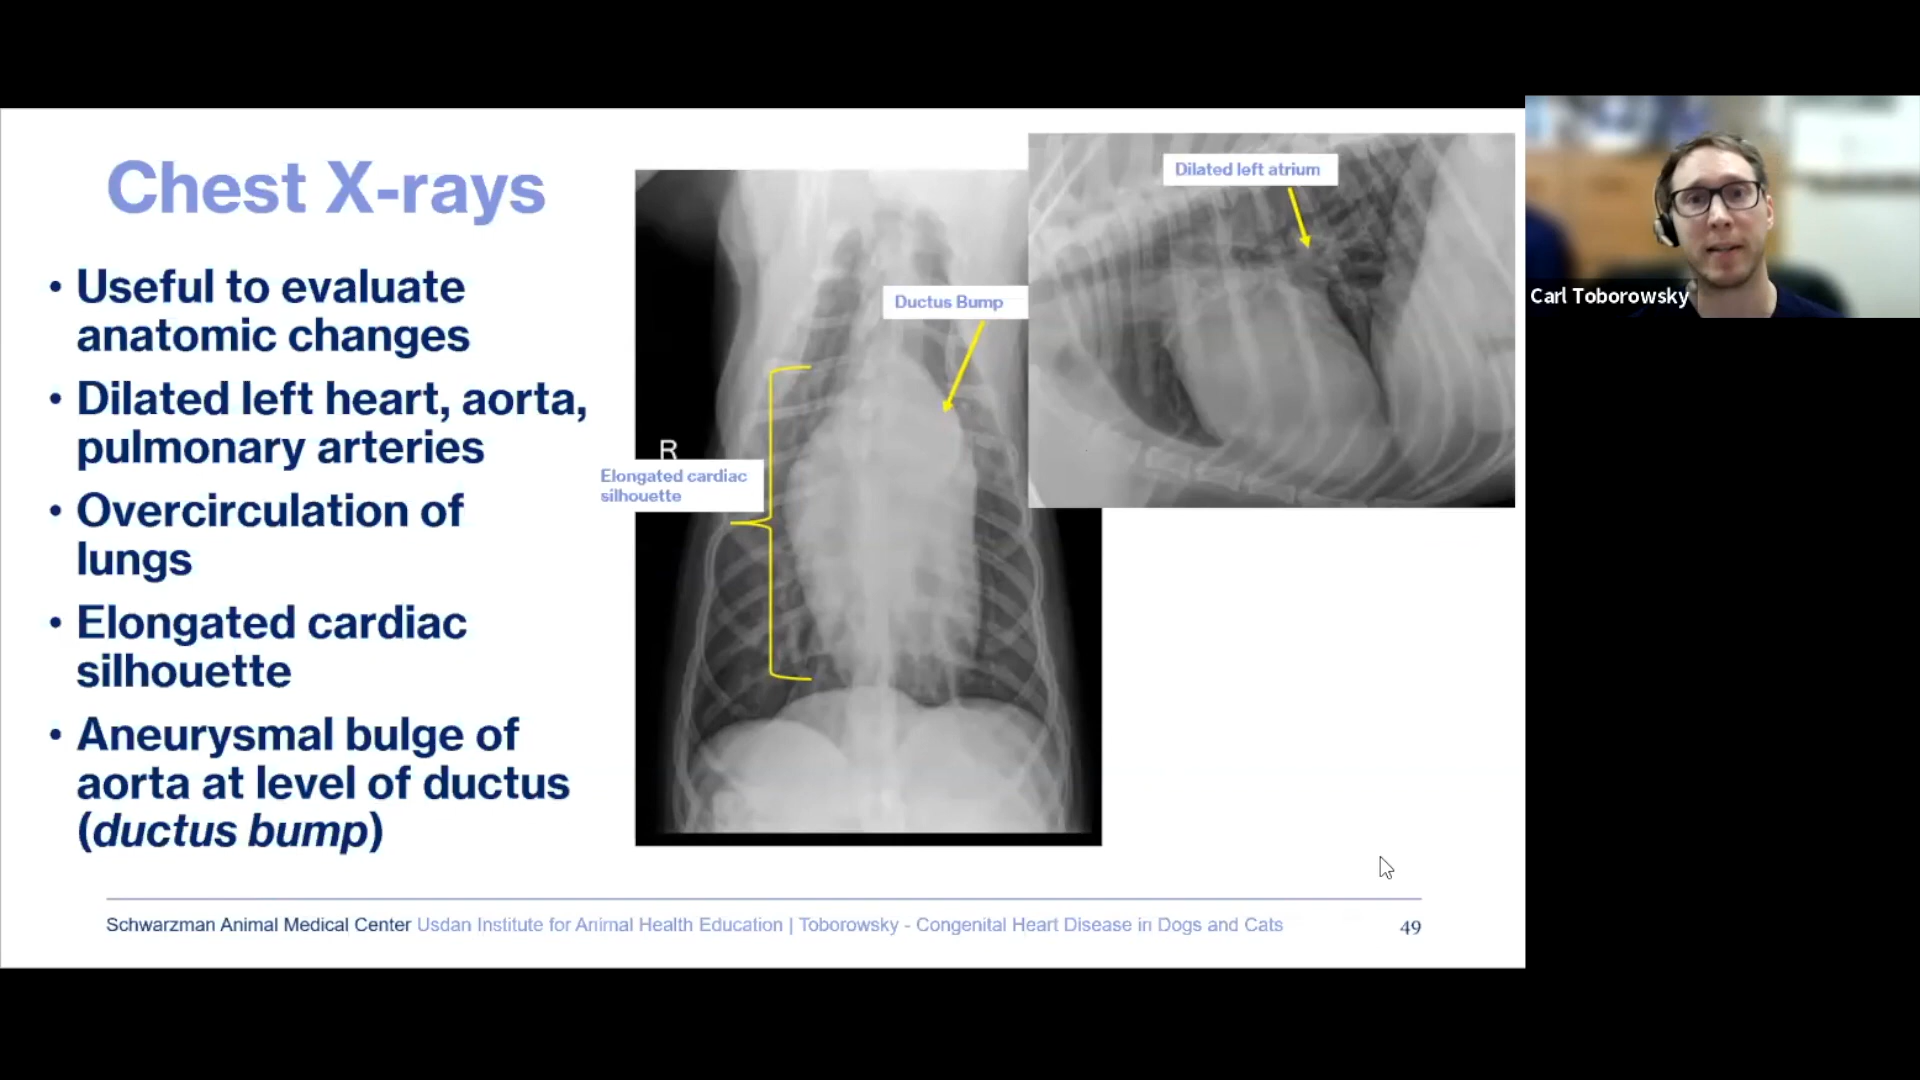 Chest X-rays
• Useful to evaluate
anatomic changes
• Dilated left heart, aorta,
pulmonary arteries
• Overcirculation of
lungs
• Elongated cardiac
silhouette
• Aneurysmal bulge of
aorta at level of ductus
(ductus bump)
R
Elongated cardiac
silhouette
Ductus Bump
Dilated left atrium
Carl Toborowsky
Schwarzman Animal Medical Center Usdan Institute for Animal Health Education | Toborowsky - Congenital Heart Disease in Dogs and Cats
49